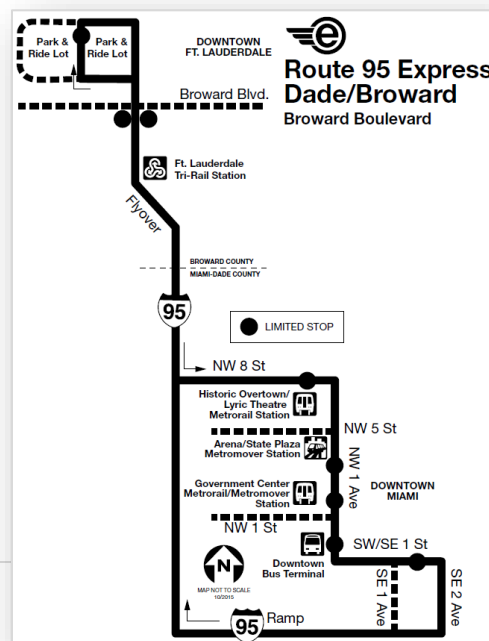 Park &
Ride Lot
Park &
Ride Lot
DOWNTOWN
FT. LAUDERDALE
e
Route 95 Express
Dade/Broward
Broward Boulevard
Broward Blvd.
Ft. Lauderdale
Tri-Rail Station
Flyover
BROWARD COUNTY
MIAMI-DADE COUNTY
95
LIMITED STOP
NW 8 St
Historic Overtown/
Lyric Theatre
Metrorail Station
NW 5 St
Arena/State Plaza
Metromover Station
NW 1 Ave
Government Center
Metrorail/Metromover
Station
DOWNTOWN
MIAMI
NW 1 St
SW/SE 1 St
Downtown
Bus Terminal
N
MAP NOT TO SCALE
10/2015
SE 1 Ave
SE 2 Ave
95
Ramp